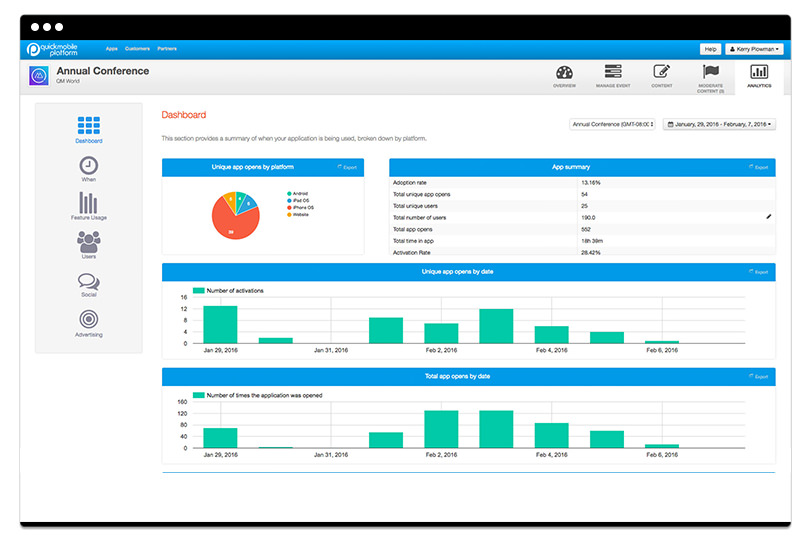 quickmobile platform
Apps Customers Partners
Help Kerry Plowman
Annual Conference
QM World
OVERVIEW MANAGE EVENT CONTENT MODERATE CONTENT (3) ANALYTICS
Dashboard
When
Feature Usage
Users
Social
Advertising
Dashboard
Annual Conference (GMT-08:00 January, 29, 2016 - February, 7, 2016
This section provides a summary of when your application is being used, broken down by platform.
Unique app opens by platform Export
Android
iPad OS
iPhone OS
Website
App summary Export
Adoption rate 13.16%
Total unique app opens 54
Total unique users 25
Total number of users 190.0
Total app opens 552
Total time in app 18h 39m
Activation Rate 28.42%
Unique app opens by date Export
Number of activations
16
12
8
4
0
Jan 29, 2016 Jan 31, 2016 Feb 2, 2016 Feb 4, 2016 Feb 6, 2016
Total app opens by date Export
Number of times the application was opened
160
120
80
40
0
Jan 29, 2016 Jan 31, 2016 Feb 2, 2016 Feb 4, 2016 Feb 6, 2016